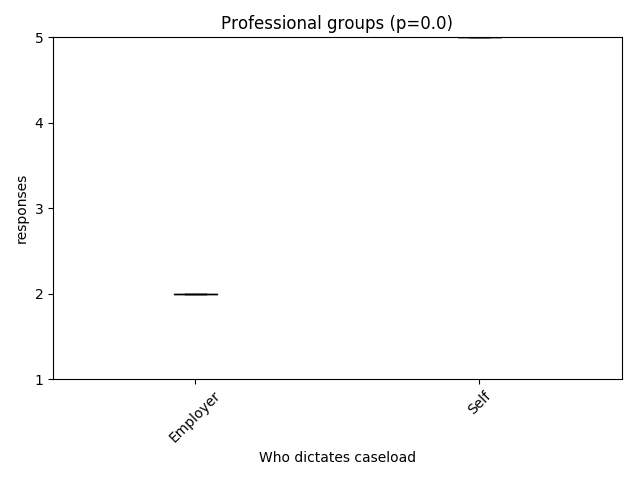 Professional groups (p=0.0)
5
4
3
2
1
responses
Employer
Self
Who dictates caseload